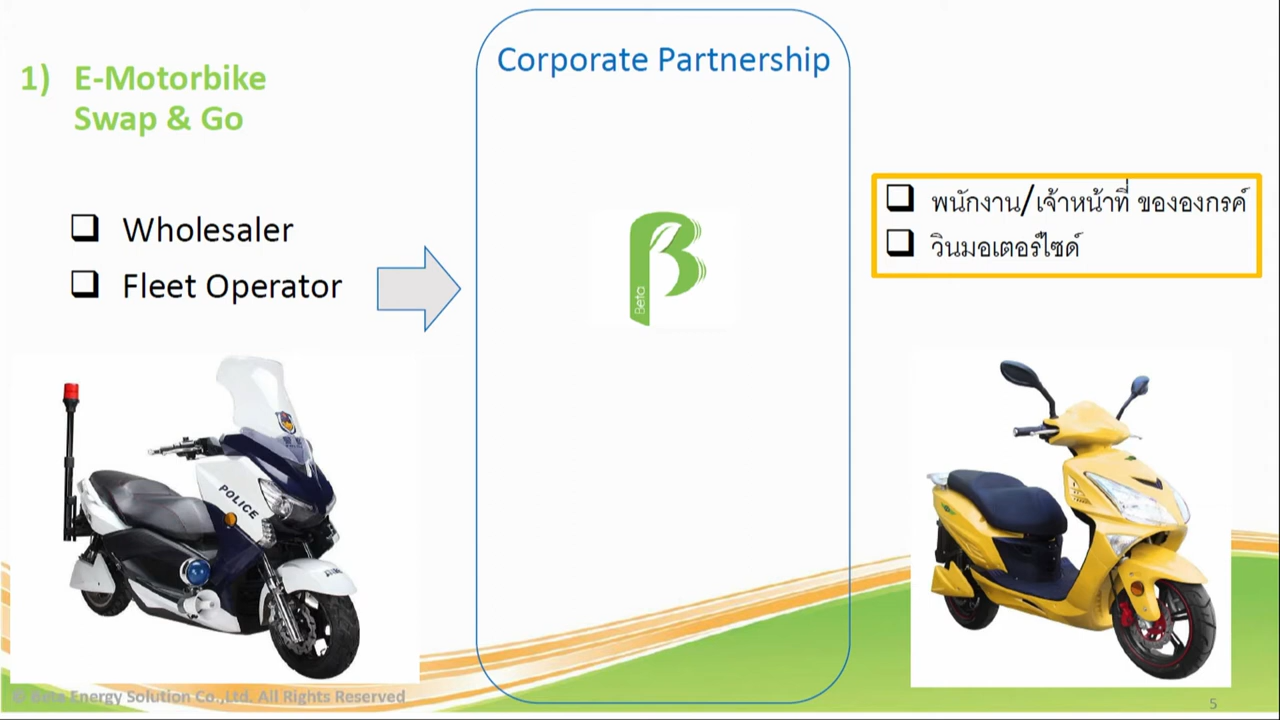 1) E-Motorbike
Swap & Go
Corporate Partnership
❑ Wholesaler
❑ Fleet Operator
Beta
❑ พนักงาน/เจ้าหน้าที่ ขององกรค์
❑ วินมอเตอร์ไซด์
POLICE
© Beta Energy Solution Co.,Ltd. All Rights Reserved
5